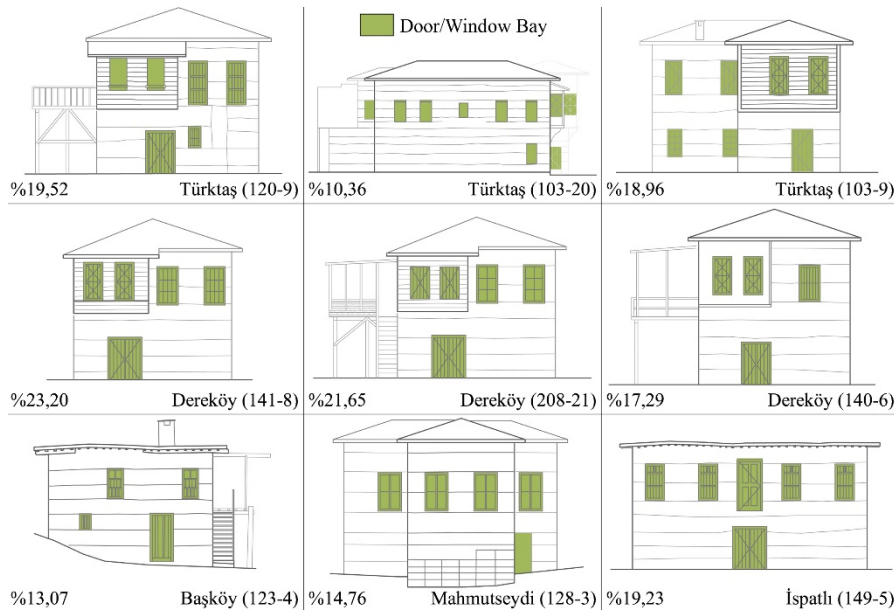 Door/Window Bay
%19,52 Türktaş (120-9)
%10,36 Türktaş (103-20)
%18,96 Türktaş (103-9)
%23,20 Dereköy (141-8)
%21,65 Dereköy (208-21)
%17,29 Dereköy (140-6)
%13,07 Başköy (123-4)
%14,76 Mahmutseydi (128-3)
%19,23 İspatlı (149-5)